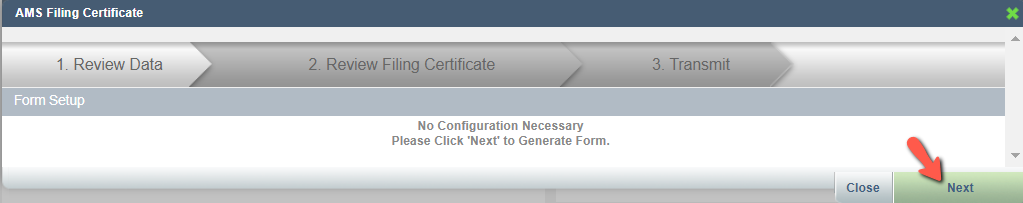 AMS Filing Certificate
1. Review Data
2. Review Filing Certificate
3. Transmit
Form Setup
No Configuration Necessary
Please Click 'Next' to Generate Form.
Close
Next